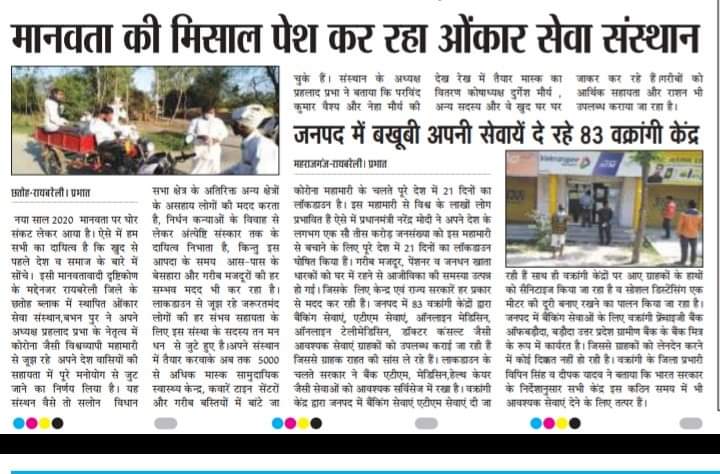 मानवता की मिसाल पेश कर रहा ओंकार सेवा संस्थान
छतोह-रायबरेली। प्रभात
नया साल 2020 मानवता पर घोर
संकट लेकर आया है। ऐसे में हम
सभी का दायित्व है कि खुद से
पहले देश व समाज के बारे में
सोंचे। इसी मानवतावादी दृष्टिकोण
के मद्देनजर रायबरेली जिले के
छतोह ब्लाक में स्थापित ओंकार
सेवा संस्थान,बभन पुर ने अपने
अध्यक्ष प्रहलाद प्रभा के नेतृत्व में
कोरोना जैसी विश्वव्यापी महामारी
से जूझ रहे अपने देश वासियों की
सहायता में पूरे मनोयोग से जुट
जाने का निर्णय लिया है। यह
संस्थान वैसे तो सलोन विधान
सभा क्षेत्र के अतिरिक्त अन्य क्षेत्रों
के असहाय लोगों की मदद करता
है, निर्धन कन्याओं के विवाह से
लेकर अंत्येष्टि संस्कार तक के
दायित्व निभाता है, किन्तु इस
आपदा के समय आस-पास के
बेसहारा और गरीब मजदूरों की हर
सम्भव मदद भी कर रहा है।
लाकडाउन से जूझ रहे जरूरतमंद
लोगों की हर संभव सहायता के
लिए इस संस्था के सदस्य तन मन
धन से जुटे हुए है।अपने संस्थान
में तैयार करवाके अब तक 5000
से अधिक मास्क सामुदायिक
स्वास्थ्य केन्द्र, कवारें टाइन सेंटरों
और गरीब बस्तियों में बांटे जा
चुके हैं। संस्थान के अध्यक्ष
प्रहलाद प्रभा ने बताया कि परविंद
कुमार वैश्य और नेहा मौर्य की
देख रेख में तैयार मास्क का
वितरण कोषाध्यक्ष दुर्गेश मौर्य ,
अन्य सदस्य और वे खुद घर घर
जाकर कर रहे हैं।गरीबों को
आर्थिक सहायता और राशन भी
उपलब्ध कराया जा रहा है।
जनपद में बखूबी अपनी सेवायें दे रहे 83 वक्रांगी केंद्र
महराजगंज-रायबरेली। प्रभात
कोरोना महामारी के चलते पूरे देश में 21 दिनों का
लॉकडाउन है। इस महामारी से विश्व के लाखों लोग
प्रभावित है ऐसे में प्रधानमंत्री नरेंद्र मोदी ने अपने देश के
लगभग एक सौ तीस करोड़ जनसंख्या को इस महामारी
से बचाने के लिए पूरे देश में 21 दिनों का लॉकडाउन
घोषित किया हैं। गरीब मजदूर, पेंशनर व जनधन खाता
धारकों को घर में रहने से आजीविका की समस्या उत्पन्न
हो गई। जिसके लिए केन्द्र एवं राज्य सरकारें हर प्रकार
से मदद कर रही हैं। जनपद में 83 वक्रांगी केंद्रों द्वारा
बैंकिंग सेवाएं, एटीएम सेवाएं, ऑनलाइन मेडिसिन,
ऑनलाइन टेलीमेडिसिन, डॉक्टर कंसल्ट जैसी
आवश्यक सेवाएं ग्राहकों को उपलब्ध कराई जा रही हैं
जिससे ग्राहक राहत की सांस ले रहे हैं। लाकडाउन के
चलते सरकार ने बैंक एटीएम, मेडिसिन,हेल्थ केयर
जैसी सेवाओं को आवश्यक सर्विसेज में रखा है। वक्रांगी
केंद्र द्वारा जनपद में बैंकिंग सेवाएं एटीएम सेवाएं दी जा
रही हैं साथ ही वक्रांगी केंद्रों पर आए ग्राहकों के हाथों
को सैनिटाइज किया जा रहा है व सोशल डिस्टेंसिंग एक
मीटर की दूरी बनाए रखने का पालन किया जा रहा है।
जनपद में बैंकिंग सेवाओं के लिए वक्रांगी फ्रेंचाइजी बैंक
ऑफबड़ौदा, बड़ौदा उत्तर प्रदेश ग्रामीण बैंक के बैंक मित्र
के रूप में कार्यरत है। जिससे ग्राहकों को लेनदेन करने
में कोई दिक्कत नहीं हो रही है। वक्रांगी के जिला प्रभारी
विपिन सिंह व दीपक यादव ने बताया कि भारत सरकार
के निर्देशानुसार सभी केंद्र इस कठिन समय में भी
आवश्यक सेवाएं देने के लिए तत्पर हैं।